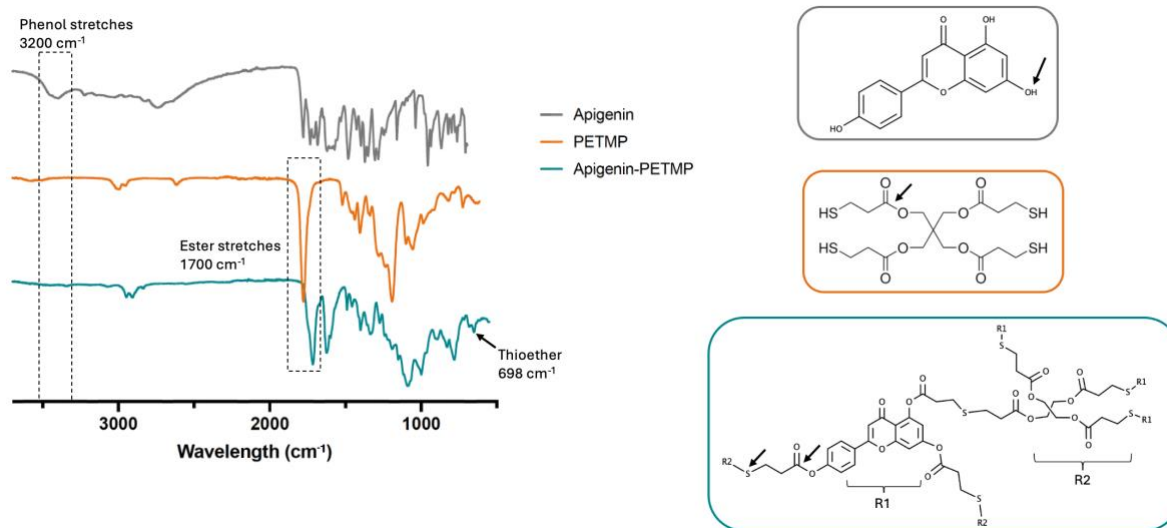 Phenol stretches
3200 cm⁻¹
Apigenin
PETMP
Apigenin-PETMP
Ester stretches
1700 cm⁻¹
Thioether
698 cm⁻¹
3000
2000
1000
Wavelength (cm⁻¹)
O
OH
O
OH
HO
O
O
HS
O
O
SH
HS
O
O
SH
O
O
R1
S
O
O
O
R1
O
O
O
S
O
O
S
O
O
S
R1
O
O
O
R2
S
O
O
O
O
O
R1
S
R2
R2